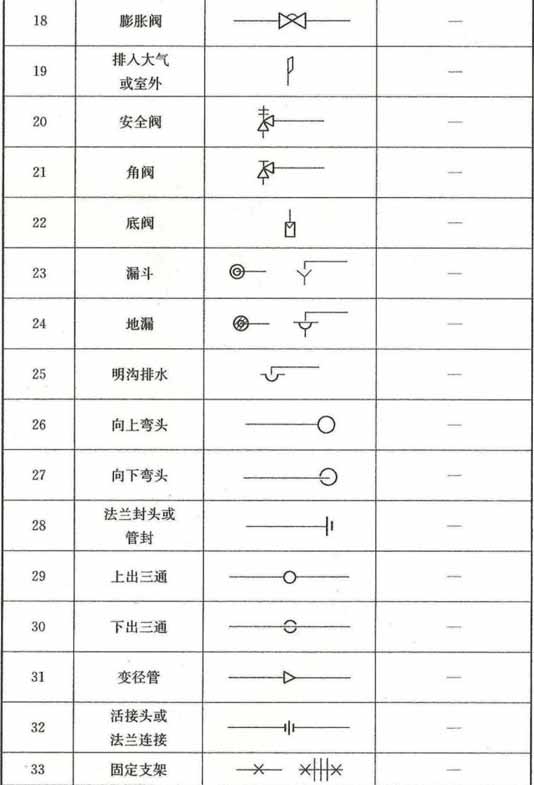 18 膨胀阀 —
19 排入大气 —
或室外
20 安全阀 —
21 角阀 —
22 底阀 —
23 漏斗 —
24 地漏 —
25 明沟排水 —
26 向上弯头 —
27 向下弯头 —
28 法兰封头或 —
管封
29 上出三通 —
30 下出三通 —
31 变径管 —
32 活接头或 —
法兰连接
33 固定支架 —